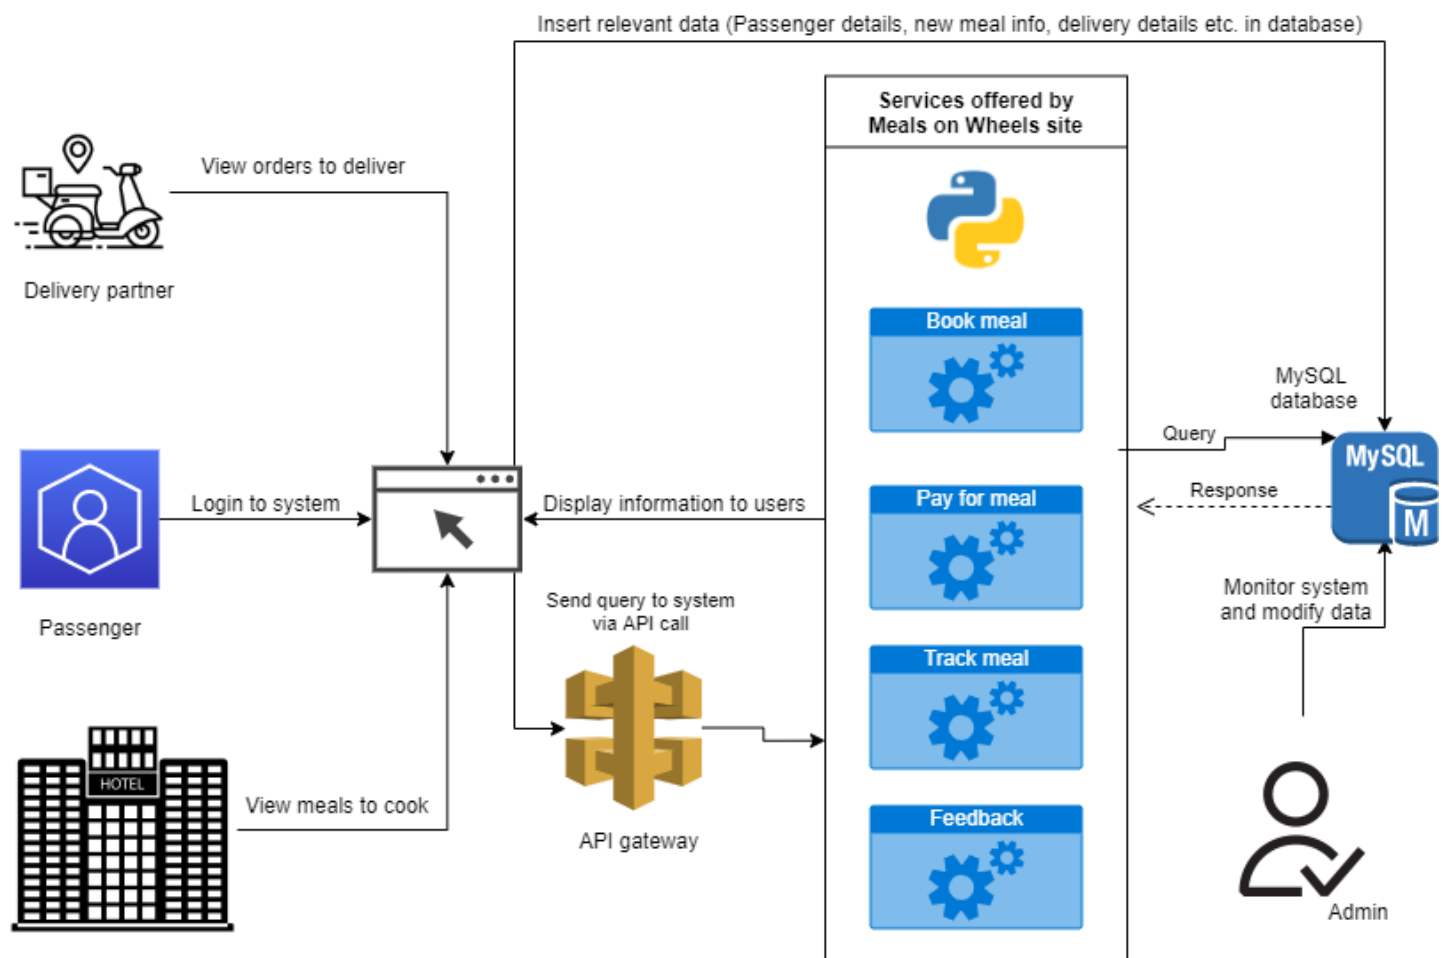 Insert relevant data (Passenger details, new meal info, delivery details etc. in database)
Services offered by
Meals on Wheels site
View orders to deliver
Delivery partner
Book meal
MySQL
database
Query
MySQL
M
Response
Login to system
Display information to users
Pay for meal
Passenger
Send query to system
via API call
Monitor system
and modify data
Track meal
HOTEL
View meals to cook
API gateway
Feedback
Admin